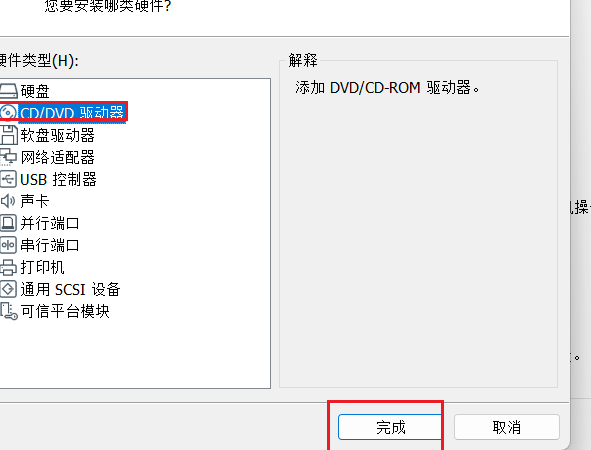 您要安装哪类硬件?
硬件类型(H):
硬盘
CD/DVD 驱动器
软盘驱动器
网络适配器
USB 控制器
声卡
并行端口
串行端口
打印机
通用 SCSI 设备
可信平台模块
解释
添加 DVD/CD-ROM 驱动器。
机操
完成
取消